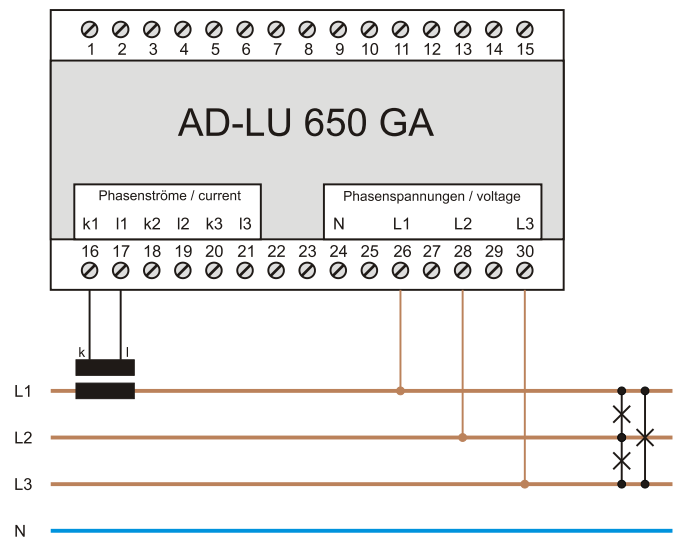 1 2 3 4 5 6 7 8 9 10 11 12 13 14 15
AD-LU 650 GA
Phasenströme / current
k1 l1 k2 l2 k3 l3
Phasenspannungen / voltage
N L1 L2 L3
16 17 18 19 20 21 22 23 24 25 26 27 28 29 30
k l
L1
L2
L3
N